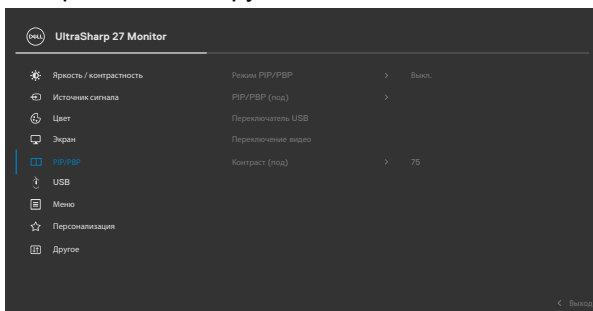 DELL
UltraSharp 27 Monitor
Яркость / контрастность Режим PIP/PBP > Выкл.
Источник сигнала PIP/PBP (под) >
Цвет Переключатель USB
Экран Переключение видео
PIP/PBP Контраст (под) > 75
USB
Меню
Персонализация
Другое
< Выход